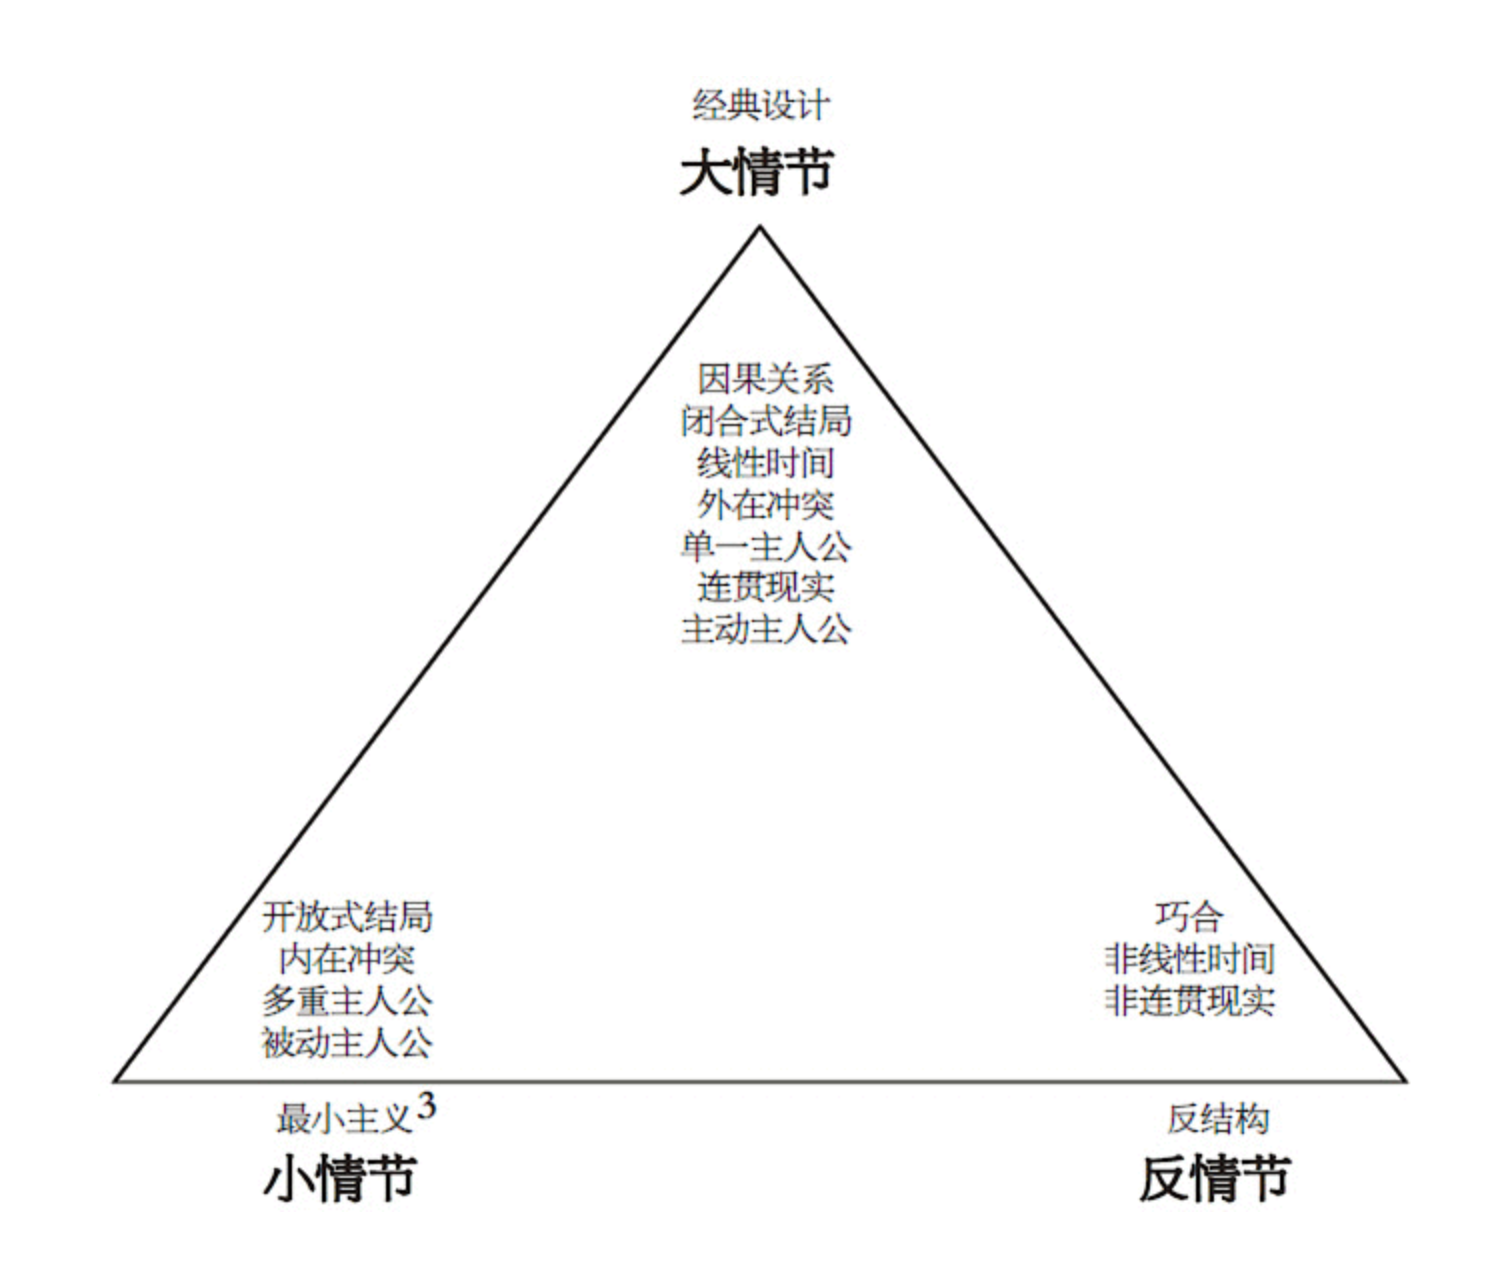 经典设计
大情节
因果关系
闭合式结局
线性时间
外在冲突
单一主人公
连贯现实
主动主人公
开放式结局
内在冲突
多重主人公
被动主人公
巧合
非线性时间
非连贯现实
最小主义3
小情节
反结构
反情节